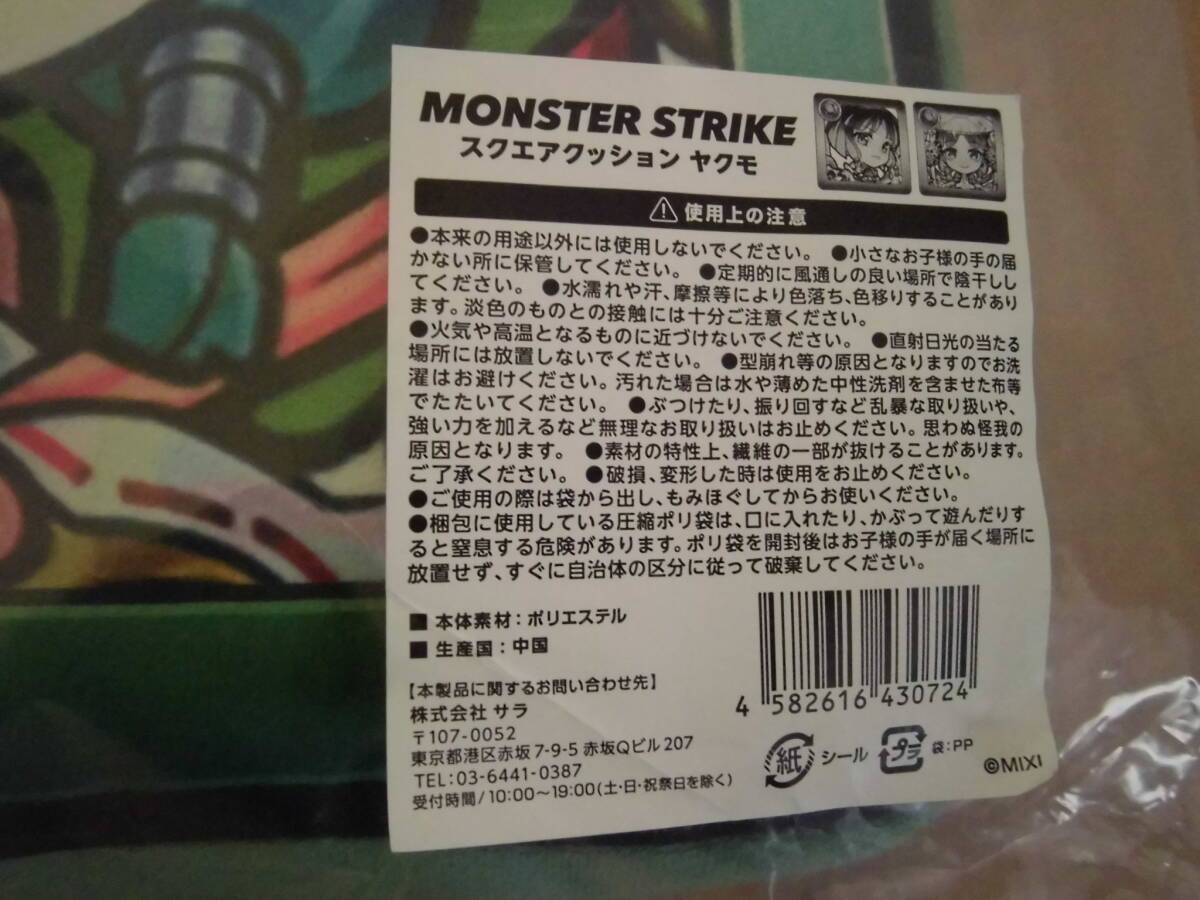 MONSTER STRIKE
スクエアクッション ヤクモ
⚠使用上の注意
●本来の用途以外には使用しないでください。 ●小さなお子様の手の届
かない所に保管してください。 ●定期的に風通しの良い場所で陰干しし
てください。 ●水濡れや汗、摩擦等により色落ち、色移りすることがあり
ます。淡色のものとの接触には十分ご注意ください。
●火気や高温となるものに近づけないでください。 ●直射日光の当たる
場所には放置しないでください。 ●型崩れ等の原因となりますのでお洗
濯はお避けください。汚れた場合は水や薄めた中性洗剤を含ませた布等
でたたいてください。 ●ぶつけたり、振り回すなど乱暴な取り扱いや、
強い力を加えるなど無理なお取り扱いはお止めください。思わぬ怪我の
原因となります。 ●素材の特性上、繊維の一部が抜けることがあります。
ご了承ください。 ●破損、変形した時は使用をお止めください。
●ご使用の際は袋から出し、もみほぐしてからお使いください。
●梱包に使用している圧縮ポリ袋は、口に入れたり、かぶって遊んだりす
ると窒息する危険があります。ポリ袋を開封後はお子様の手が届く場所に
放置せず、すぐに自治体の区分に従って破棄してください。
■ 本体素材：ポリエステル
■ 生産国：中国
【本製品に関するお問い合わせ先】
株式会社 サラ
〒107-0052
東京都港区赤坂 7-9-5 赤坂Qビル 207
TEL：03-6441-0387
受付時間/10:00～19:00(土・日・祝祭日を除く)
4 582616 430724
紙 シール プラ 袋：PP
©MIXI